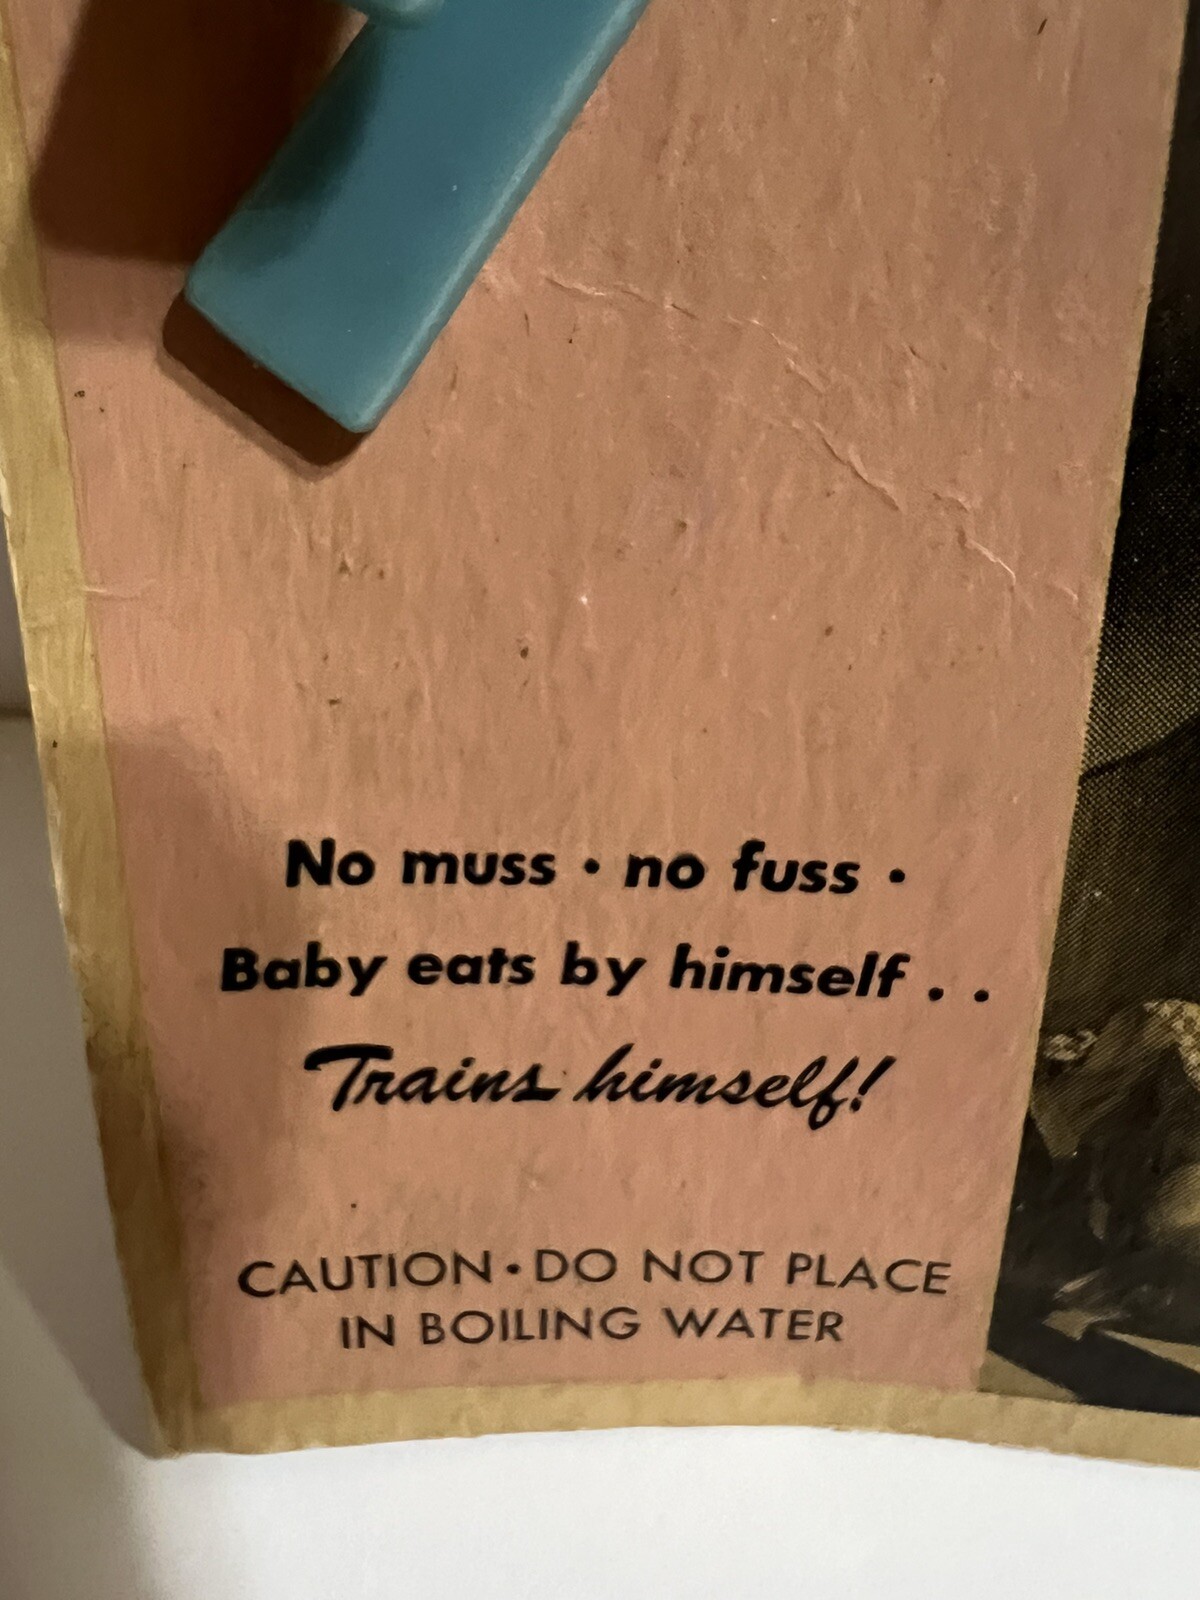 No muss • no fuss •
Baby eats by himself . .
Trains himself!
CAUTION • DO NOT PLACE
IN BOILING WATER